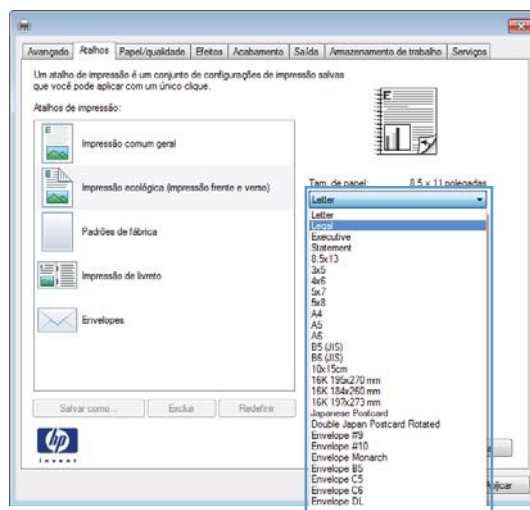 Avançado Atalhos Papel/qualidade Efeitos Acabamento Saída Armazenamento de trabalho Serviços
Um atalho de impressão é um conjunto de configurações de impressão salvas
que você pode aplicar com um único clique.
Atalhos de impressão:
E
Impressão comum geral
E
Impressão ecológica (impressão frente e verso)
Padrões de fábrica
Impressão de livreto
Envelopes
Salvar como... Excluir Redefinir
hp
invent
E
Tam. de papel: 8.5 × 11 polegadas
Letter
Letter
Legal
Executive
Statement
8.5x13
3x5
4x6
5x7
5x8
A4
A5
A6
B5 (JIS)
B6 (JIS)
10x15cm
16K 195x270 mm
16K 184x260 mm
16K 197x273 mm
Japanese Postcard
Double Japan Postcard Rotated
Envelope #9
Envelope #10
Envelope Monarch
Envelope B5
Envelope C5
Envelope C6
Envelope DL